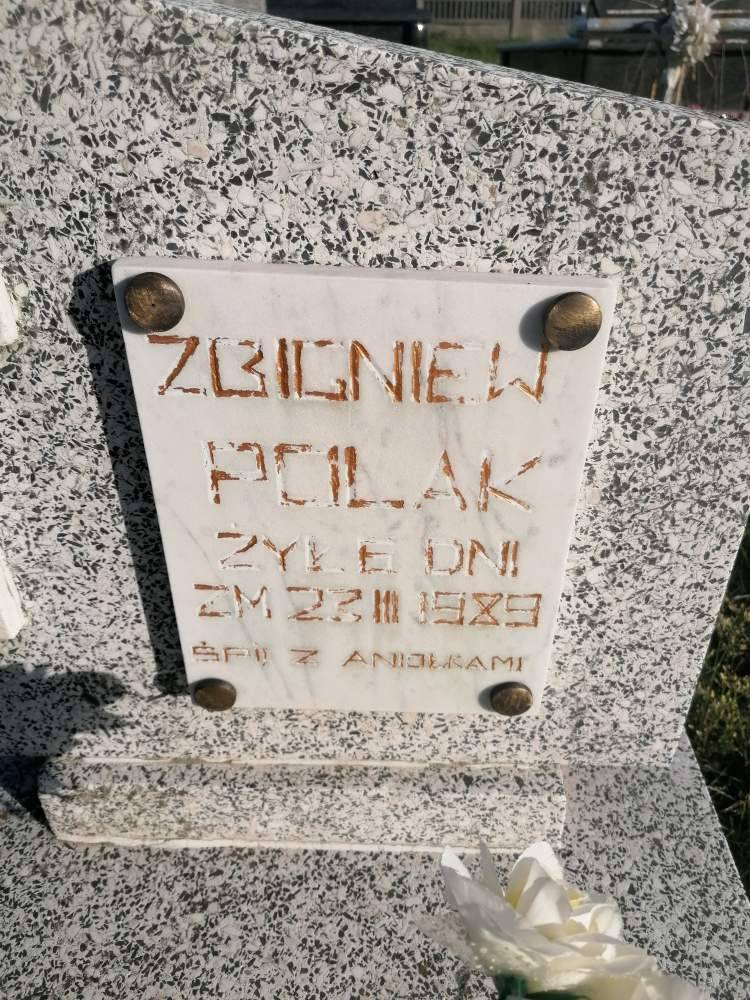 ZBIGNIEW
POLAK
ŻYŁ 6 DNI
ZM 23 III 1989
ŚPIJ Z ANIOŁKAMI